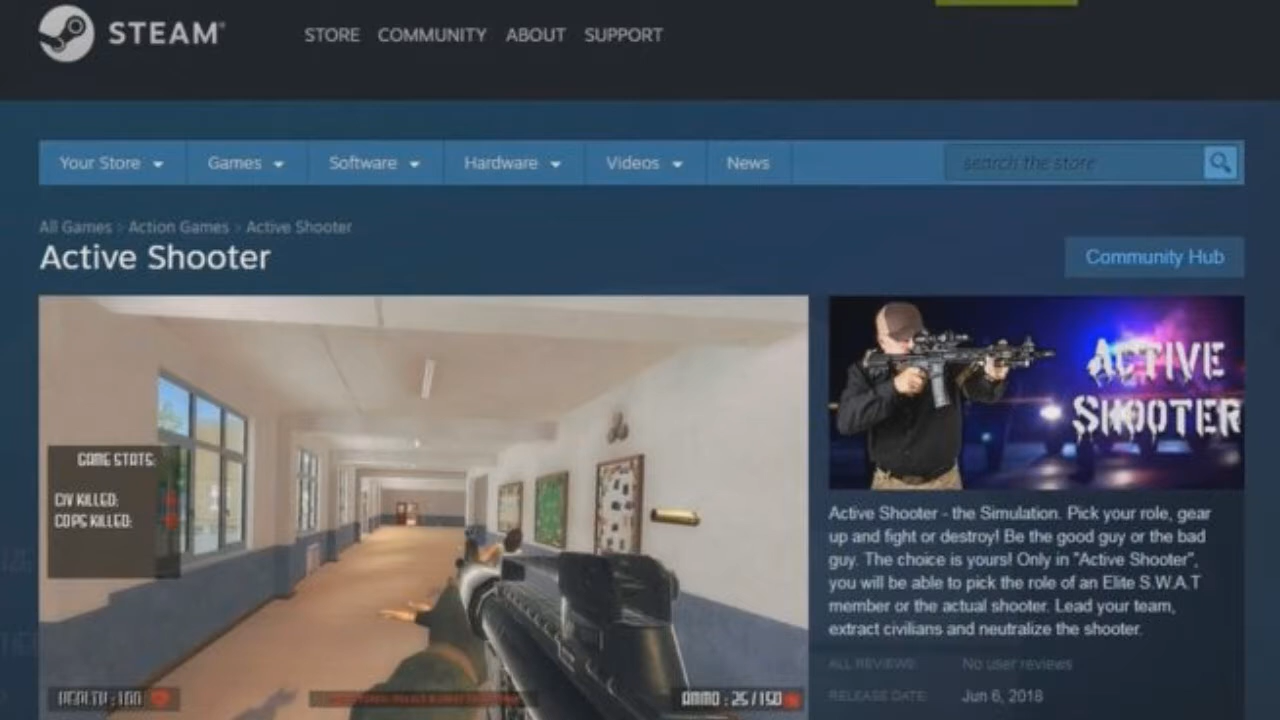 STEAM®
STORE COMMUNITY ABOUT SUPPORT
Your Store Games Software Hardware Videos News search the store
All Games > Action Games > Active Shooter
Active Shooter
Community Hub
GAME STATS:
CIV KILLED:
COPS KILLED:
HEALTH : 100
AMMO : 25 / 150
ACTIVE
SHOOTER
Active Shooter - the Simulation. Pick your role, gear
up and fight or destroy! Be the good guy or the bad
guy. The choice is yours! Only in "Active Shooter",
you will be able to pick the role of an Elite S.W.A.T
member or the actual shooter. Lead your team,
extract civilians and neutralize the shooter.
ALL REVIEWS: No user reviews
RELEASE DATE: Jun 6, 2018